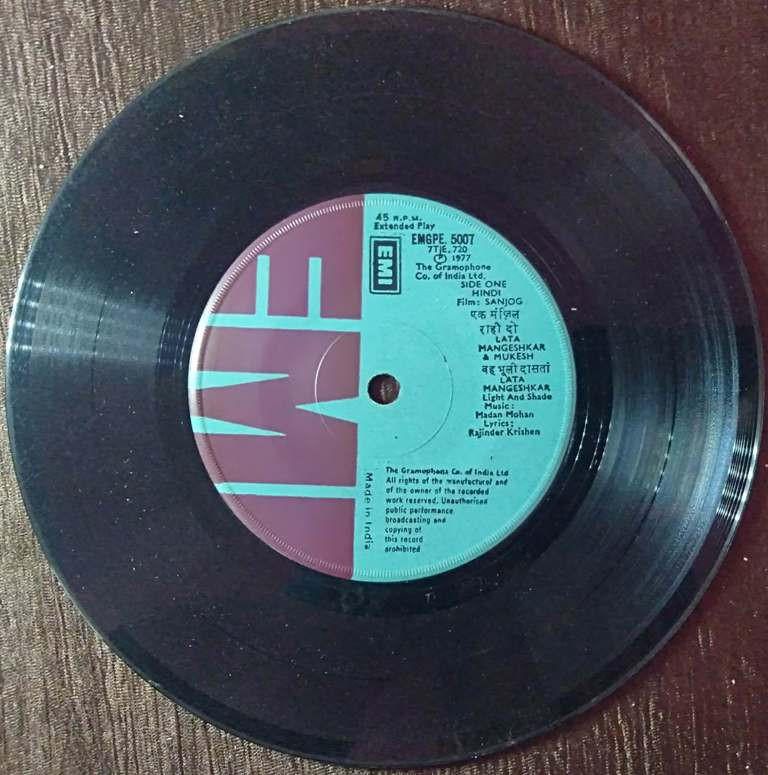 45 R.P.M.
Extended Play
EMGPE. 5007
7TJE. 720
Ⓟ 1977
EMI
The Gramophone
Co. of India Ltd.
SIDE ONE
HINDI
Film: SANJOG
एक मंज़िल
राही दो
LATA
MANGESHKAR
& MUKESH
वह भूली दासतां
LATA
MANGESHKAR
Light And Shade
Music:
Madan Mohan
Lyrics:
Rajinder Krishen
The Gramophone Co. of India Ltd
All rights of the manufacturer and
of the owner of the recorded
work reserved. Unauthorised
public performance
broadcasting and
copying of
this record
prohibited
Made in India
EMI